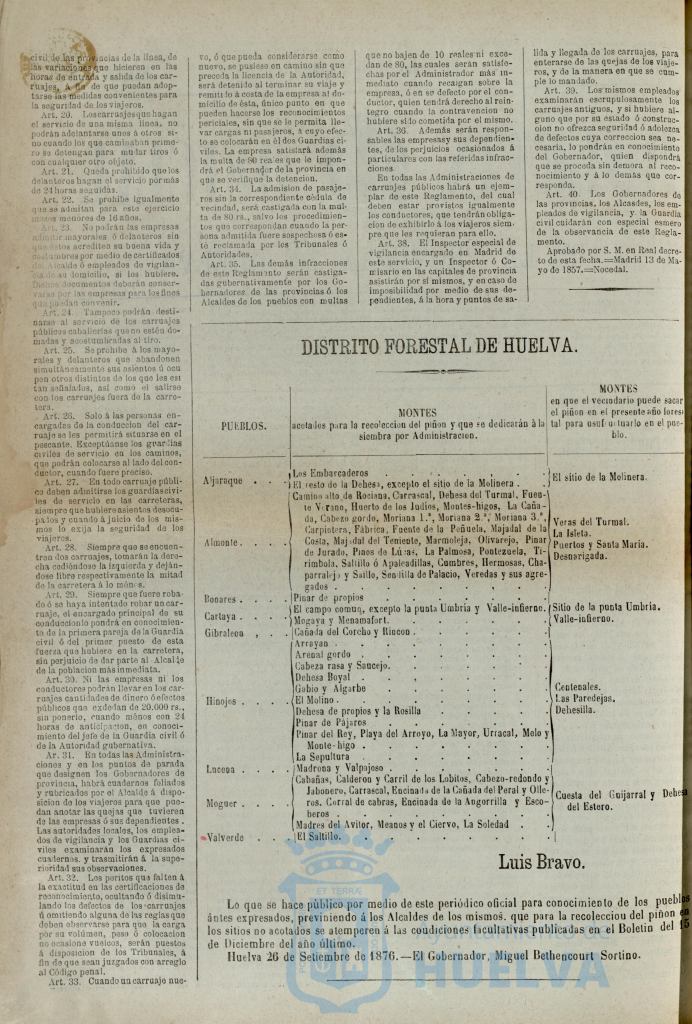 civil de las provincias de la línea, de
las variaciones que hicieren en las
horas de entrada y salida de los car-
ruajes, á fin de que puedan adop-
tarse las medidas convenientes para
la seguridad de los viajeros.
Art. 20. Los carruajes que hagan
el servicio de una misma línea, no
podrán adelantarse unos á otros si-
no cuando los que caminaban prime-
ro se detengan para mudar tiros ó
con cualquier otro objeto.
Art. 21. Queda prohibido que los
delanteros hagan el servicio por más
de 24 horas seguidas.
Art. 22. Se prohíbe igualmente
que se admitan para este ejercicio
mozos menores de 16 años.
Art. 23. No podrán las empresas
admitir mayorales ó delanteros sin
que éstos acrediten su buena vida y
costumbres por medio de certificados
del Alcalde ó empleados de vigilan-
cia de su domicilio, si los hubiere.
Dichos documentos deberán conser-
varse por las empresas para los fines
que puedan convenir.
Art. 24. Tampoco podrán desti-
narse al servicio de los carruajes
públicos caballerías que no estén do-
madas y acostumbradas al tiro.
Art. 25. Se prohíbe á los mayo-
rales y delanteros que abandonen
simultáneamente sus asientos ú ocu
pen otros distintos de los que les es-
tán señalados, así como el salirse
con los carruajes fuera de la carre-
tera.
Art. 26. Solo á las personas en-
cargadas de la conduccion del car-
ruaje se les permitirá situarse en el
pescante. Exceptúanse los guardias
civiles de servicio en los caminos,
que podrán colocarse al lado del con-
ductor, cuando fuere preciso.
Art. 27. En todo carruaje públi-
co deben admitirse los guardias civi-
les de servicio en las carreteras,
siempre que hubiere asientos desocu-
pados y cuando á juicio de los mis-
mos lo exija la seguridad de los
viajeros.
Art. 28. Siempre que se encuen-
tran dos carruajes, tomarán la dere-
cha cediéndose la izquierda y deján-
dose libre respectivamente la mitad
de la carretera á lo ménos.
Art. 29. Siempre que fuere roba-
do ó se haya intentado robar un car-
ruaje, el encargado principal de su
conduccion lo pondrá en conocimien-
to de la primera pareja de la Guardia
civil ó del primer puesto de esta
fuerza que hubiere en la carretera,
sin perjuicio de dar parte al Alcalde
de la poblacion más inmediata.
Art. 30. Ni las empresas ni los
conductores podrán llevar en los car-
ruajes cantidades de dinero ó efectos
públicos que excedan de 20.000 rs.,
sin ponerlo, cuando ménos con 24
horas de anticipacion, en conoci-
miento del jefe de la Guardia civil ó
de la Autoridad gubernativa.
Ar. 31. En todas las Administra-
ciones y en los puntos de parada
que designen los Gobernadores de
provincia, habrá cuadernos foliados
y rubricados por el Alcalde á dispo-
sicion de los viajeros para que pue-
dan anotar las quejas que tuvieren
de las empresas ó sus dependientes.
Las autoridades locales, los emplea-
dos de vigilancia y los Guardias ci-
viles examinarán los expresados
cuadernos, y trasmitirán á la supe-
rioridad sus observaciones.
Art. 32. Los peritos que falten á
la exactitud en las certificaciones de
reconocimiento, ocultando ó disimu-
lando los defectos de los carruajes
ú omitiendo alguna de las reglas que
deben observarse para que la carga
por su volúmen, peso ó colocacion
no ocasione vuelcos, serán puestos
á disposicion de los Tribunales, á
fin de que sean juzgados con arreglo
al Código penal.
Art. 33. Cuando un carruaje nue-
vo, ó que pueda considerarse como
nuevo, se pusiese en camino sin que
preceda la licencia de la Autoridad,
será detenido al terminar su viaje y
remitido á costa de la empresa al do-
micilio de ésta, único punto en que
pueden hacerse los reconocimientos
periciales, sin que se le permita lle-
var cargas ni pasajeros, á cuyo efec-
to se colocarán en él dos Guardias ci-
viles. La empresa satisfará además
la multa de 80 reales que le impon-
drá el Gobernador de la provincia en
que se verifique la detencion.
Art. 34. La admision de pasaje-
ros sin la correspondiente cédula de
vecindad, será castigada con la mul-
ta de 80 rs., salvo los procedimien-
tos que correspondan cuando la per-
sona admitida fuere sospechosa ó es-
té reclamada por los Tribunales ú
Autoridades.
Art. 35. Las demás infracciones
de este Reglamento serán castiga-
das gubernativamente por los Go-
bernadores de las provincias ó los
Alcaldes de los pueblos con multas
que no bajen de 10 reales ni exce-
dan de 80, las cuales serán satisfe-
chas por el Administrador más in-
mediato cuando recaigan sobre la
empresa, ó en su defecto por el con-
ductor, quien tendrá derecho al rein-
tegro cuando la contravencion no
hubiere sido cometida por el mismo.
Art. 36. Además serán respon-
sables las empresas y sus dependien-
tes, de los perjuicios ocasionados á
particulares con las referidas infrac-
ciones.
En todas las Administraciones de
carruajes públicos habrá un ejem-
plar de este Reglamento, del cual
deben estar provistos igualmente
los conductores, que tendrán obliga-
cion de exhibirlo á los viajeros siem-
pre que les requieran para ello.
Art. 38. El Inspector especial de
vigilancia encargado en Madrid de
este servicio, y un Inspector ó Co-
misario en las capitales de provincia
asistirán por sí mismos, y en caso de
imposibilidad por medio de sus de-
pendientes, á la hora y puntos de sa-
lida y llegada de los carruajes, para
enterarse de las quejas de los viaje-
ros, y de la manera en que se cum-
ple lo mandado.
Art. 39. Los mismos empleados
examinarán escrupulosamente los
carruajes antiguos, y si hubiere al-
guno que por su estado ó construc-
cion no ofrezca seguridad ó adolezca
de defectos cuya correccion sea ne-
cesaria, lo pondrán en conocimiento
del Gobernador, quien dispondrá
que se proceda sin demora al reco-
nocimiento y á lo demás que cor-
responda.
Art. 40. Los Gobernadores de
las provincias, los Alcaldes, los em-
pleados de vigilancia, y la Guardia
civil cuidarán con especial esmero
de la observancia de este Regla-
mento.
Aprobado por S. M. en Real decre-
to de esta fecha.=Madrid 13 de Ma-
yo de 1857.=Nocedal.
DISTRITO FORESTAL DE HUELVA.
PUEBLOS.
MONTES
acotados para la recoleccion del piñon y que se dedicarán á la
siembra por Administracion.
MONTES
en que el vecindario puede sacar
el piñon en el presente año fores-
tal para usufructuarlo en el pue-
blo.
Aljaraque
Los Embarcaderos
El resto de la Dehesa, excepto el sitio de la Molinera.
El sitio de la Molinera.
Almonte.
Camino alto de Rociana, Carrascal, Dehesa del Turmal, Fuen-
te Verano, Huerto de los Judios, Montes-higos, La Caña-
da, Cabezo gordo, Moriana 1.ª, Moriana 2.ª, Moriana 3.ª,
Carpintera, Fábrica, Fuente de la Peñuela, Majadal de la
Costa, Majadal del Teniente, Marmoleja, Olivarejo, Pinar
de Jurado, Pinos de Lúcas, La Palmosa, Pontezuela, Ti-
rimbola, Saltillo ó Apaleadillas, Cumbres, Hermosas, Cha-
parralejo y Saillo, Sendilla de Palacio, Veredas y sus agre-
gados
Veras del Turmal.
La Isleta.
Puertos y Santa María.
Desnarigada.
Bonares
Pinar de propios
Cartaya
El campo comun, excepto la punta Umbria y Valle-infierno.
Mogaya y Menamafort.
Sitio de la punta Umbria.
Valle-infierno.
Gibraleon
Cañada del Corcho y Rincon
Hinojos
Arrayan
Arenal gordo
Cabeza rasa y Saucejo.
Dehesa Boyal
Gabio y Algarbe
El Molino
Dehesa de propios y la Rosilla
Pinar de Pájaros
Pinar del Rey, Playa del Arroyo, La Mayor, Urracal, Melo y
Monte-higo
La Sepultura
Centenales.
Las Paredejas.
Dehesilla.
Lucena
Madrona y Valpajoso
Moguer
Cabañas, Calderon y Carril de los Lobitos, Cabezo-redondo y
Jabonero, Carrascal, Encinada de la Cañada del Peral y Olle-
ros. Corral de cabras, Encinada de la Angorrilla y Esco-
beros
Madres del Avitor, Meanos y el Ciervo, La Soledad
Cuesta del Guijarral y Dehesa
del Estero.
Valverde
El Saltillo.
Luis Bravo.
Lo que se hace público por medio de este periódico oficial para conocimiento de los pueblos
ántes expresados, previniendo á los Alcaldes de los mismos. que para la recoleccion del piñon en
los sitios no acotados se atemperen á las condiciones facultativas publicadas en el Boletin del 15
de Diciembre del año último.
Huelva 26 de Setiembre de 1876.—El Gobernador, Miguel Bethencourt Sortino.
ET TERRÆ
Ayuntamiento de
HUELVA